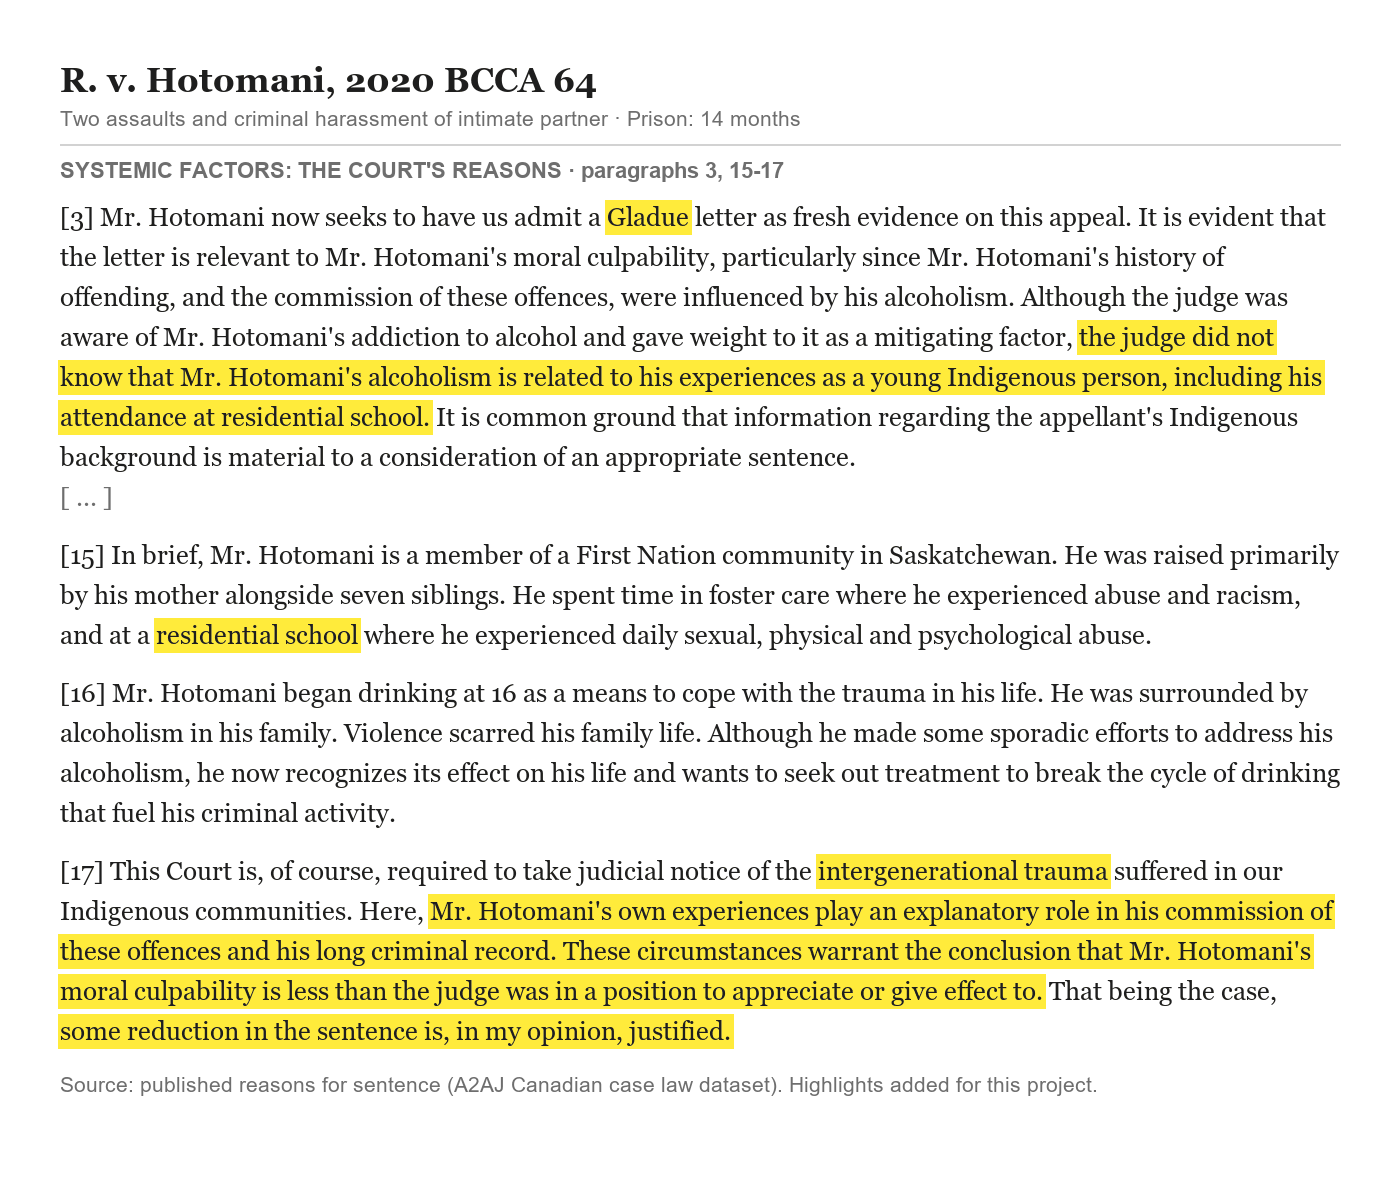 R. v. Hotomani, 2020 BCCA 64
Two assaults and criminal harassment of intimate partner · Prison: 14 months
SYSTEMIC FACTORS: THE COURT'S REASONS · paragraphs 3, 15-17
[3] Mr. Hotomani now seeks to have us admit a Gladue letter as fresh evidence on this appeal. It is evident that
the letter is relevant to Mr. Hotomani's moral culpability, particularly since Mr. Hotomani's history of
offending, and the commission of these offences, were influenced by his alcoholism. Although the judge was
aware of Mr. Hotomani's addiction to alcohol and gave weight to it as a mitigating factor, the judge did not
know that Mr. Hotomani's alcoholism is related to his experiences as a young Indigenous person, including his
attendance at residential school. It is common ground that information regarding the appellant's Indigenous
background is material to a consideration of an appropriate sentence.
[ ... ]
[15] In brief, Mr. Hotomani is a member of a First Nation community in Saskatchewan. He was raised primarily
by his mother alongside seven siblings. He spent time in foster care where he experienced abuse and racism,
and at a residential school where he experienced daily sexual, physical and psychological abuse.
[16] Mr. Hotomani began drinking at 16 as a means to cope with the trauma in his life. He was surrounded by
alcoholism in his family. Violence scarred his family life. Although he made some sporadic efforts to address his
alcoholism, he now recognizes its effect on his life and wants to seek out treatment to break the cycle of drinking
that fuel his criminal activity.
[17] This Court is, of course, required to take judicial notice of the intergenerational trauma suffered in our
Indigenous communities. Here, Mr. Hotomani's own experiences play an explanatory role in his commission of
these offences and his long criminal record. These circumstances warrant the conclusion that Mr. Hotomani's
moral culpability is less than the judge was in a position to appreciate or give effect to. That being the case,
some reduction in the sentence is, in my opinion, justified.
Source: published reasons for sentence (A2AJ Canadian case law dataset). Highlights added for this project.